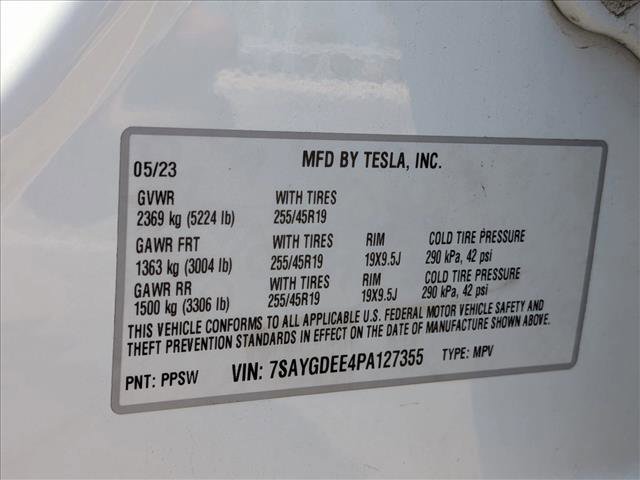 05/23 MFD BY TESLA, INC.
GVWR WITH TIRES
2369 kg (5224 lb) 255/45R19
GAWR FRT WITH TIRES RIM COLD TIRE PRESSURE
1363 kg (3004 lb) 255/45R19 19X9.5J 290 kPa, 42 psi
GAWR RR WITH TIRES RIM COLD TIRE PRESSURE
1500 kg (3306 lb) 255/45R19 19X9.5J 290 kPa, 42 psi
THIS VEHICLE CONFORMS TO ALL APPLICABLE U.S. FEDERAL MOTOR VEHICLE SAFETY AND
THEFT PREVENTION STANDARDS IN EFFECT ON THE DATE OF MANUFACTURE SHOWN ABOVE.
PNT: PPSW VIN: 7SAYGDEE4PA127355 TYPE: MPV